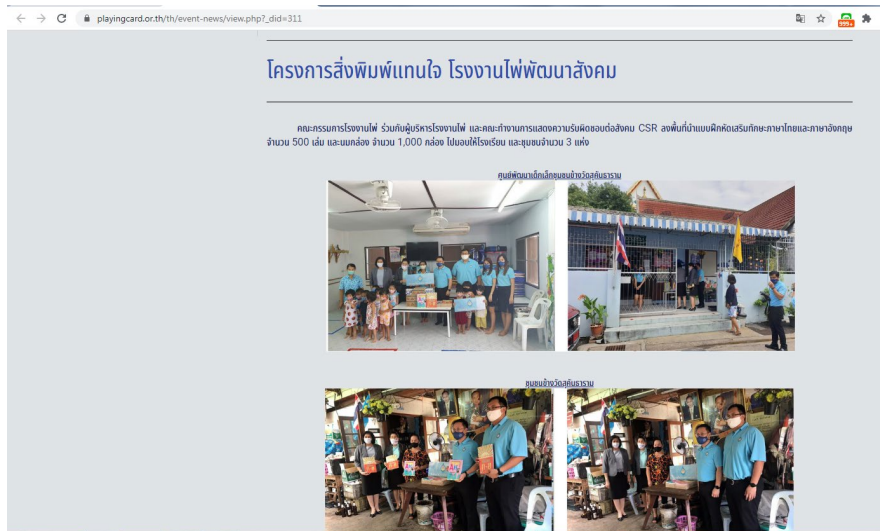 playingcard.or.th/th/event-news/view.php?_did=311
999+
โครงการสิ่งพิมพ์แทนใจ โรงงานไพ่พัฒนาสังคม
คณะกรรมการโรงงานไพ่ ร่วมกับผู้บริหารโรงงานไพ่ และคณะทำงานการแสดงความรับผิดชอบต่อสังคม CSR ลงพื้นที่นำแบบฝึกหัดเสริมทักษะภาษาไทยและภาษาอังกฤษ
จำนวน 500 เล่ม และนมกล่อง จำนวน 1,000 กล่อง ไปมอบให้โรงเรียน และชุมชนจำนวน 3 แห่ง
ศูนย์พัฒนาเด็กเล็กชุมชนข้างวัดสุคันธาราม
ชุมชนข้างวัดสุคันธาราม